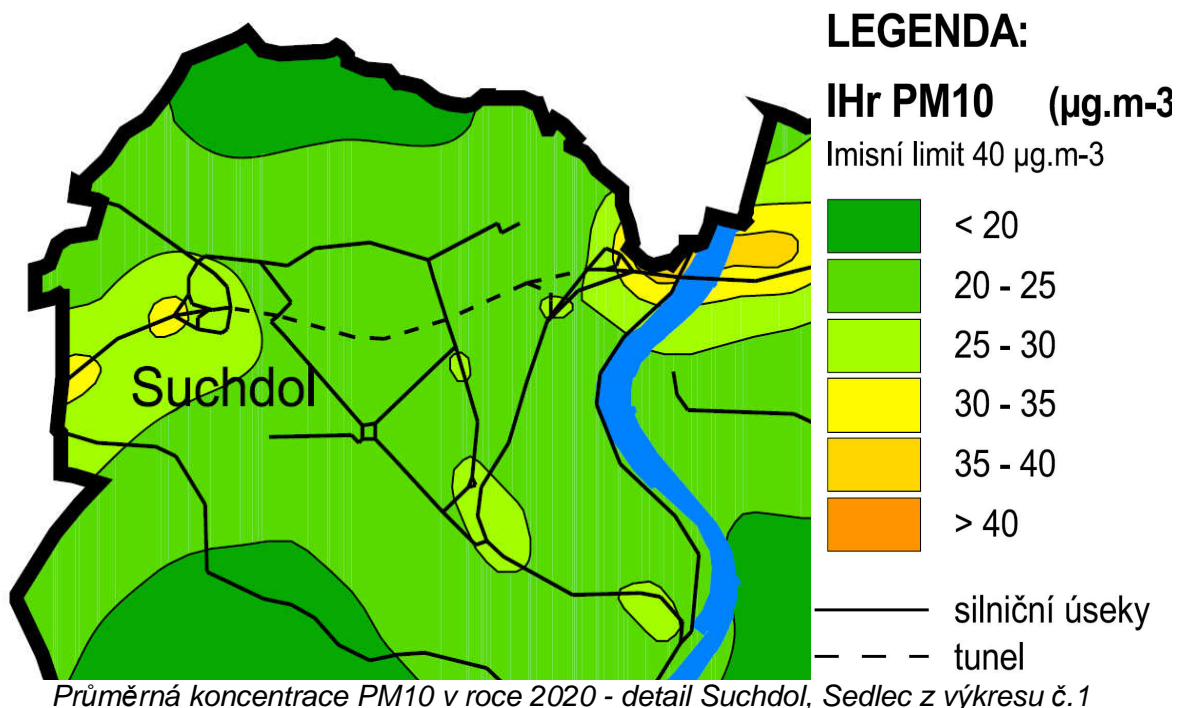 LEGENDA:
IHr PM10 (µg.m-3
Imisní limit 40 µg.m-3
< 20
20 - 25
25 - 30
30 - 35
35 - 40
> 40
silniční úseky
tunel
Suchdol
Průměrná koncentrace PM10 v roce 2020 - detail Suchdol, Sedlec z výkresu č.1